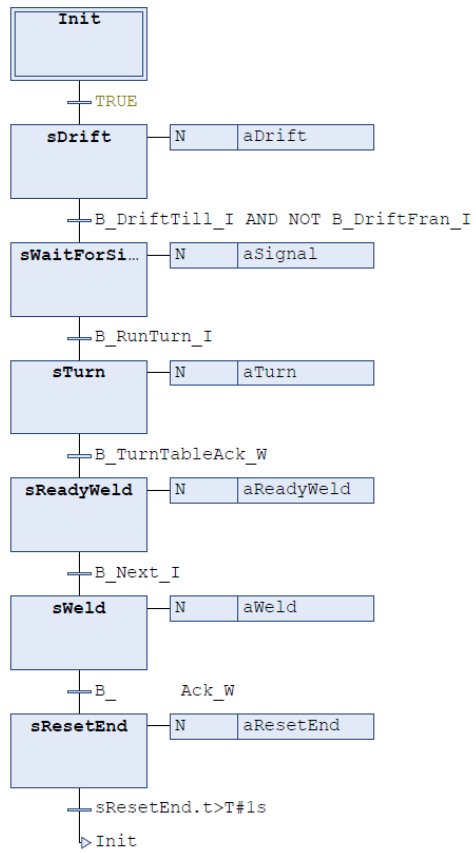 Init
TRUE
sDrift N aDrift
B_DriftTill_I AND NOT B_DriftFran_I
sWaitForSi… N aSignal
B_RunTurn_I
sTurn N aTurn
B_TurnTableAck_W
sReadyWeld N aReadyWeld
B_Next_I
sWeld N aWeld
B_ Ack_W
sResetEnd N aResetEnd
sResetEnd.t>T#1s
Init